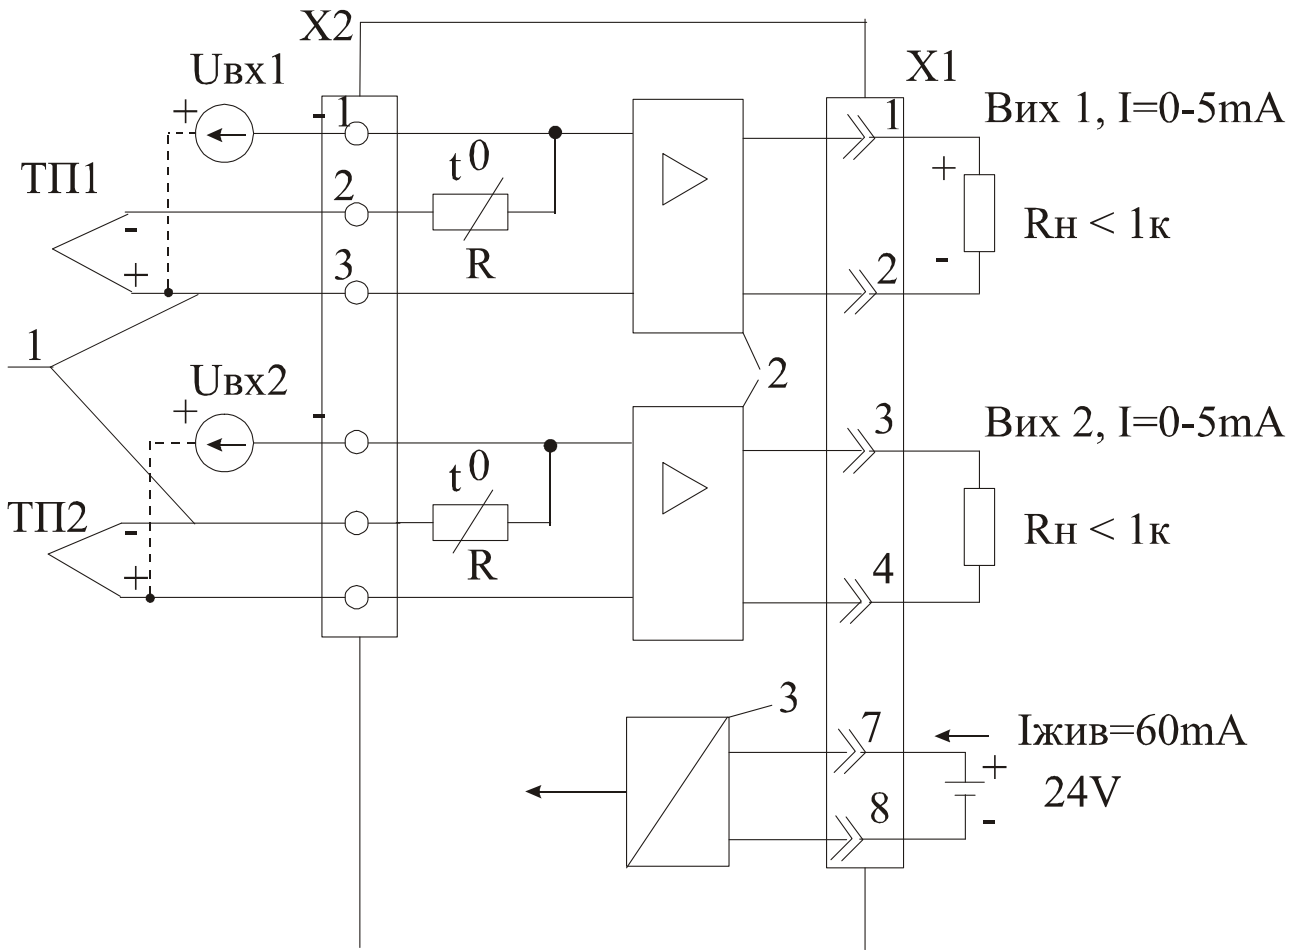 X2
X1
Uвх1
+
-
1
1
Вих 1, I=0-5mA
t⁰
ТП1
2
+
-
R
Rн < 1к
+
3
-
2
1
2
Uвх2
+
-
3
Вих 2, I=0-5mA
t⁰
ТП2
-
R
Rн < 1к
+
4
3
7
Iжив=60mA
+
24V
8
-